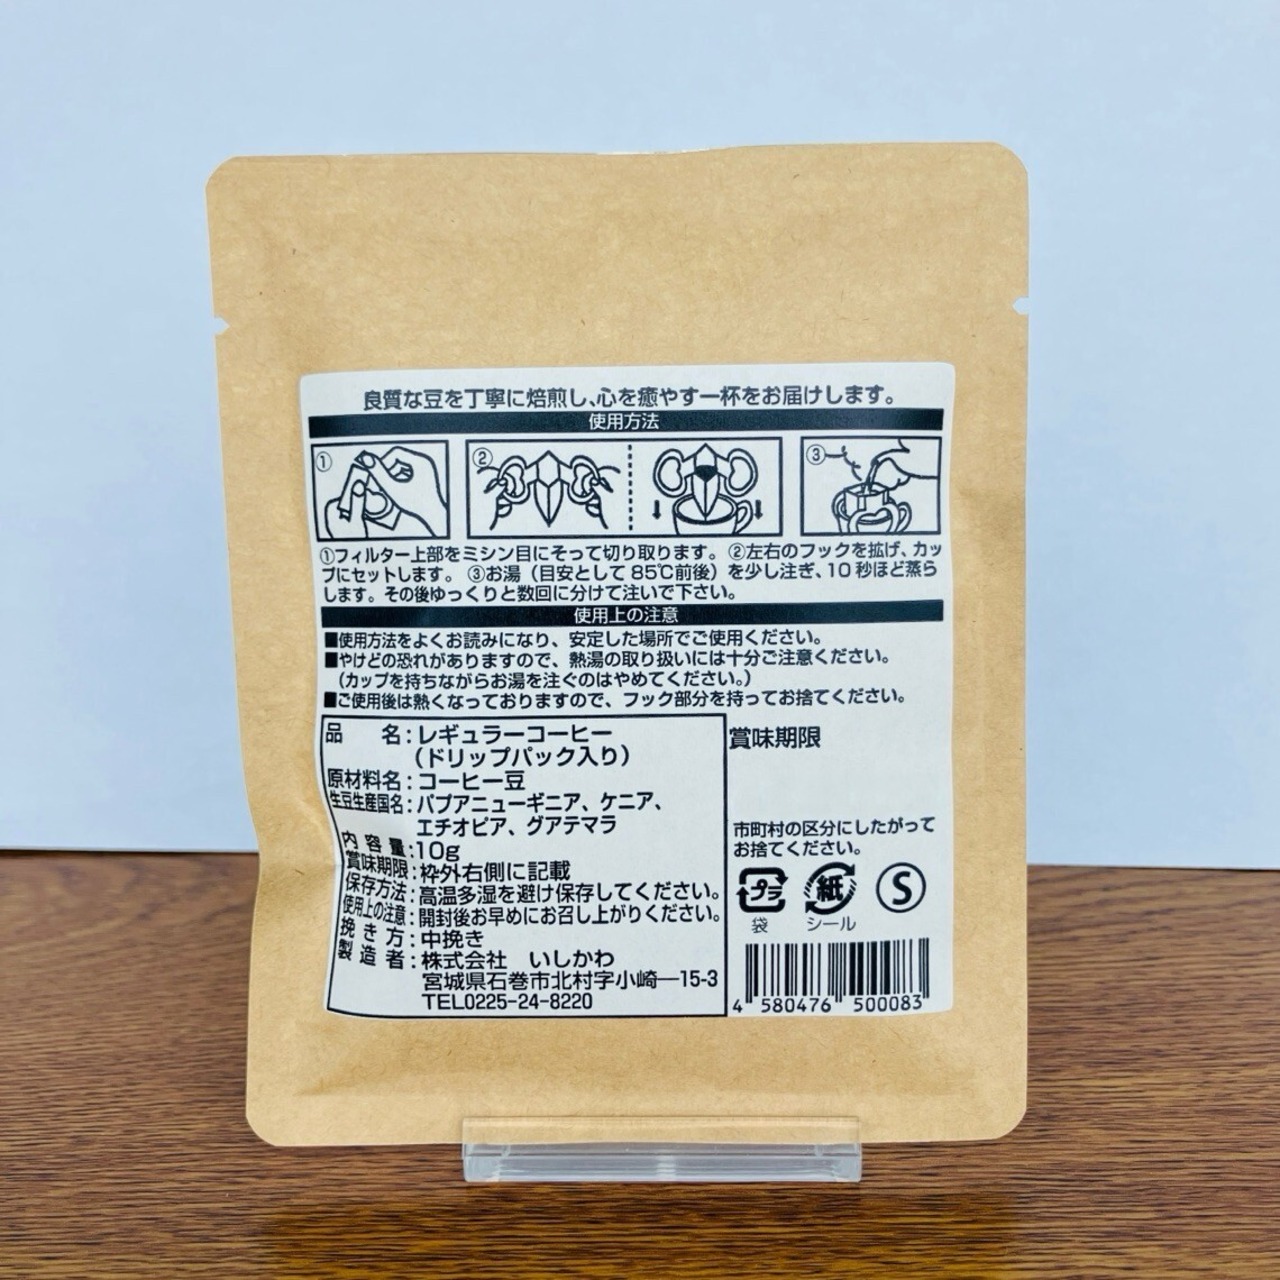 良質な豆を丁寧に焙煎し、心を癒やす一杯をお届けします。
使用方法
① ② ③
①フィルター上部をミシン目にそって切り取ります。 ②左右のフックを拡げ、カッ
プにセットします。 ③お湯(目安として85℃前後)を少し注ぎ、10秒ほど蒸ら
します。その後ゆっくりと数回に分けて注いで下さい。
使用上の注意
■使用方法をよくお読みになり、安定した場所でご使用ください。
■やけどの恐れがありますので、熱湯の取り扱いには十分ご注意ください。
(カップを持ちながらお湯を注ぐのはやめてください。)
■ご使用後は熱くなっておりますので、フック部分を持ってお捨てください。
品名:レギュラーコーヒー
(ドリップパック入り)
原材料名:コーヒー豆
生豆生産国名:パプアニューギニア、ケニア、
エチオピア、グアテマラ
内容量:10g
賞味期限:枠外右側に記載
保存方法:高温多湿を避け保存してください。
使用上の注意:開封後お早めにお召し上がりください。
挽き方:中挽き
製造者:株式会社 いしかわ
宮城県石巻市北村字小崎一15-3
TEL0225-24-8220
賞味期限
市町村の区分にしたがって
お捨てください。
プラ 紙 S
袋 シール
4 580476 500083